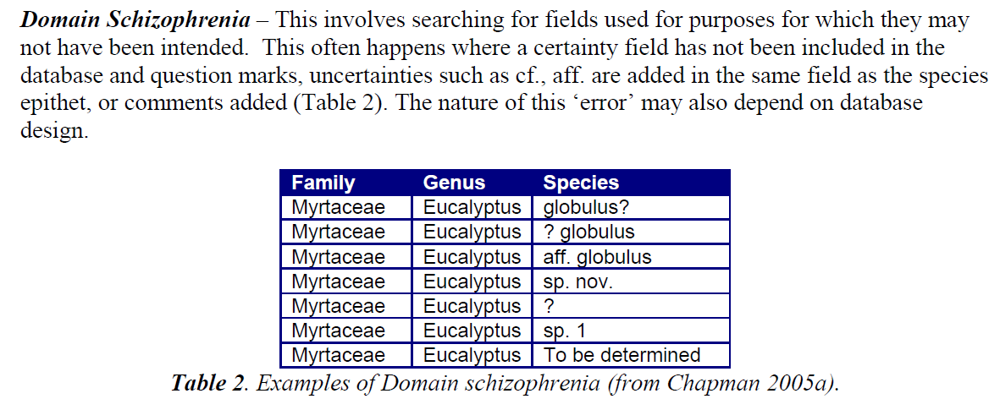 Domain Schizophrenia – This involves searching for fields used for purposes for which they may
not have been intended.  This often happens where a certainty field has not been included in the
database and question marks, uncertainties such as cf., aff. are added in the same field as the species
epithet, or comments added (Table 2). The nature of this ‘error’ may also depend on database
design.
Family Genus Species
Myrtaceae Eucalyptus globulus?
Myrtaceae Eucalyptus ? globulus
Myrtaceae Eucalyptus aff. globulus
Myrtaceae Eucalyptus sp. nov.
Myrtaceae Eucalyptus ?
Myrtaceae Eucalyptus sp. 1
Myrtaceae Eucalyptus To be determined
Table 2. Examples of Domain schizophrenia (from Chapman 2005a).